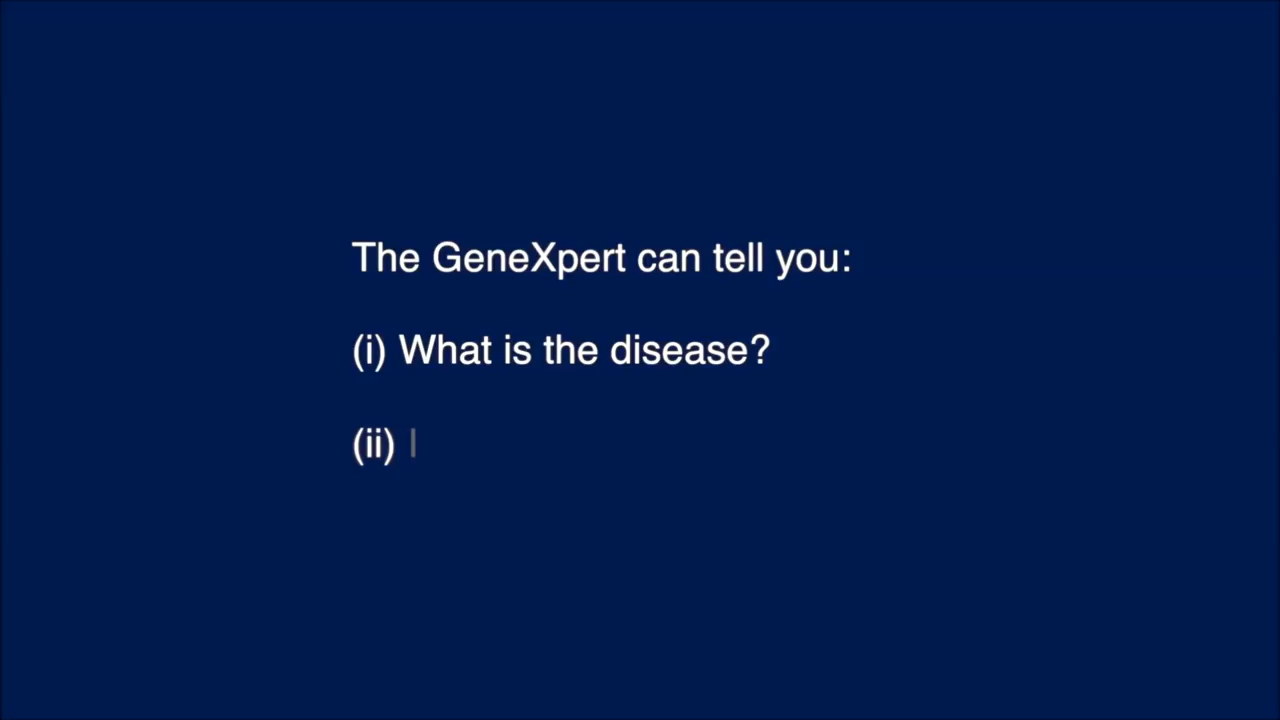 The GeneXpert can tell you:
(i) What is the disease?
(ii)